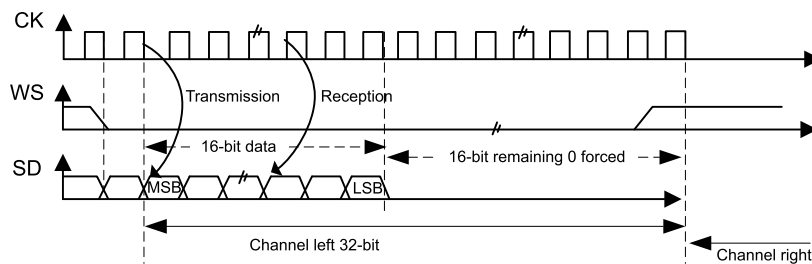 CK
WS
Transmission
Reception
16-bit data
16-bit remaining 0 forced
SD
MSB
LSB
Channel left 32-bit
Channel right